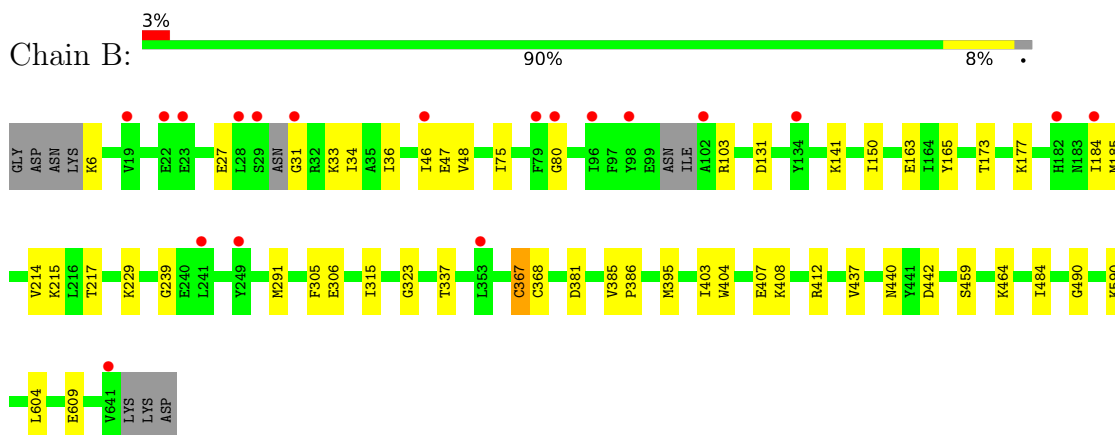 3%
Chain B:
90% 8% •
GLY ASP ASN LYS K6 V19 E22 E23 E27 L28 S29 ASN G31 R32 K33 I34 A35 I36 I46 E47 V48 I75 F79 G80 I96 F97 Y98 E99 ASN ILE A102 R103 D131 Y134 K141 I150 E163 I164 Y165 T173 K177 H182 N183 I184 M185
V214 K215 L216 T217 K229 G239 E240 L241 Y249 M291 F305 E306 I315 G323 T337 L353 C367 C368 D381 V385 P386 M395 I403 W404 E407 K408 R412 V437 N440 Y441 D442 S459 K464 I484 G490 K590
L604 E609 V641 LYS LYS ASP